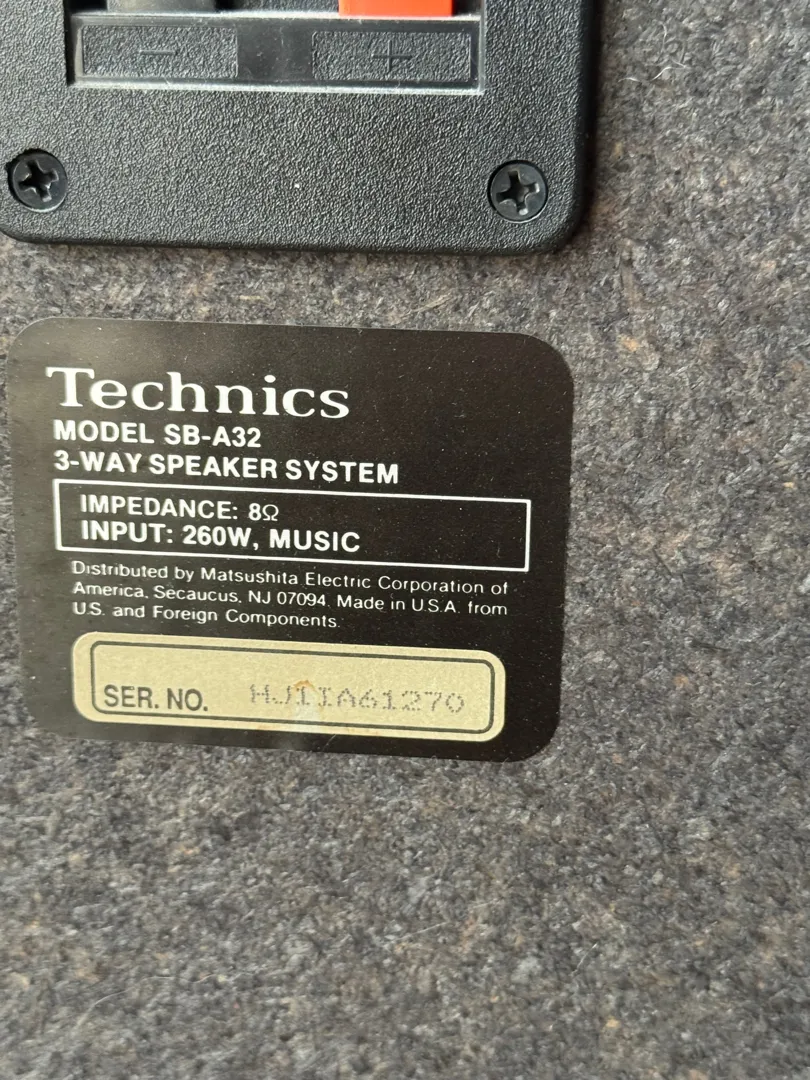 - +
Technics
MODEL SB-A32
3-WAY SPEAKER SYSTEM
IMPEDANCE: 8Ω
INPUT: 260W, MUSIC
Distributed by Matsushita Electric Corporation of
America, Secaucus, NJ 07094. Made in U.S.A. from
U.S. and Foreign Components.
SER. NO. HJ1IA61270